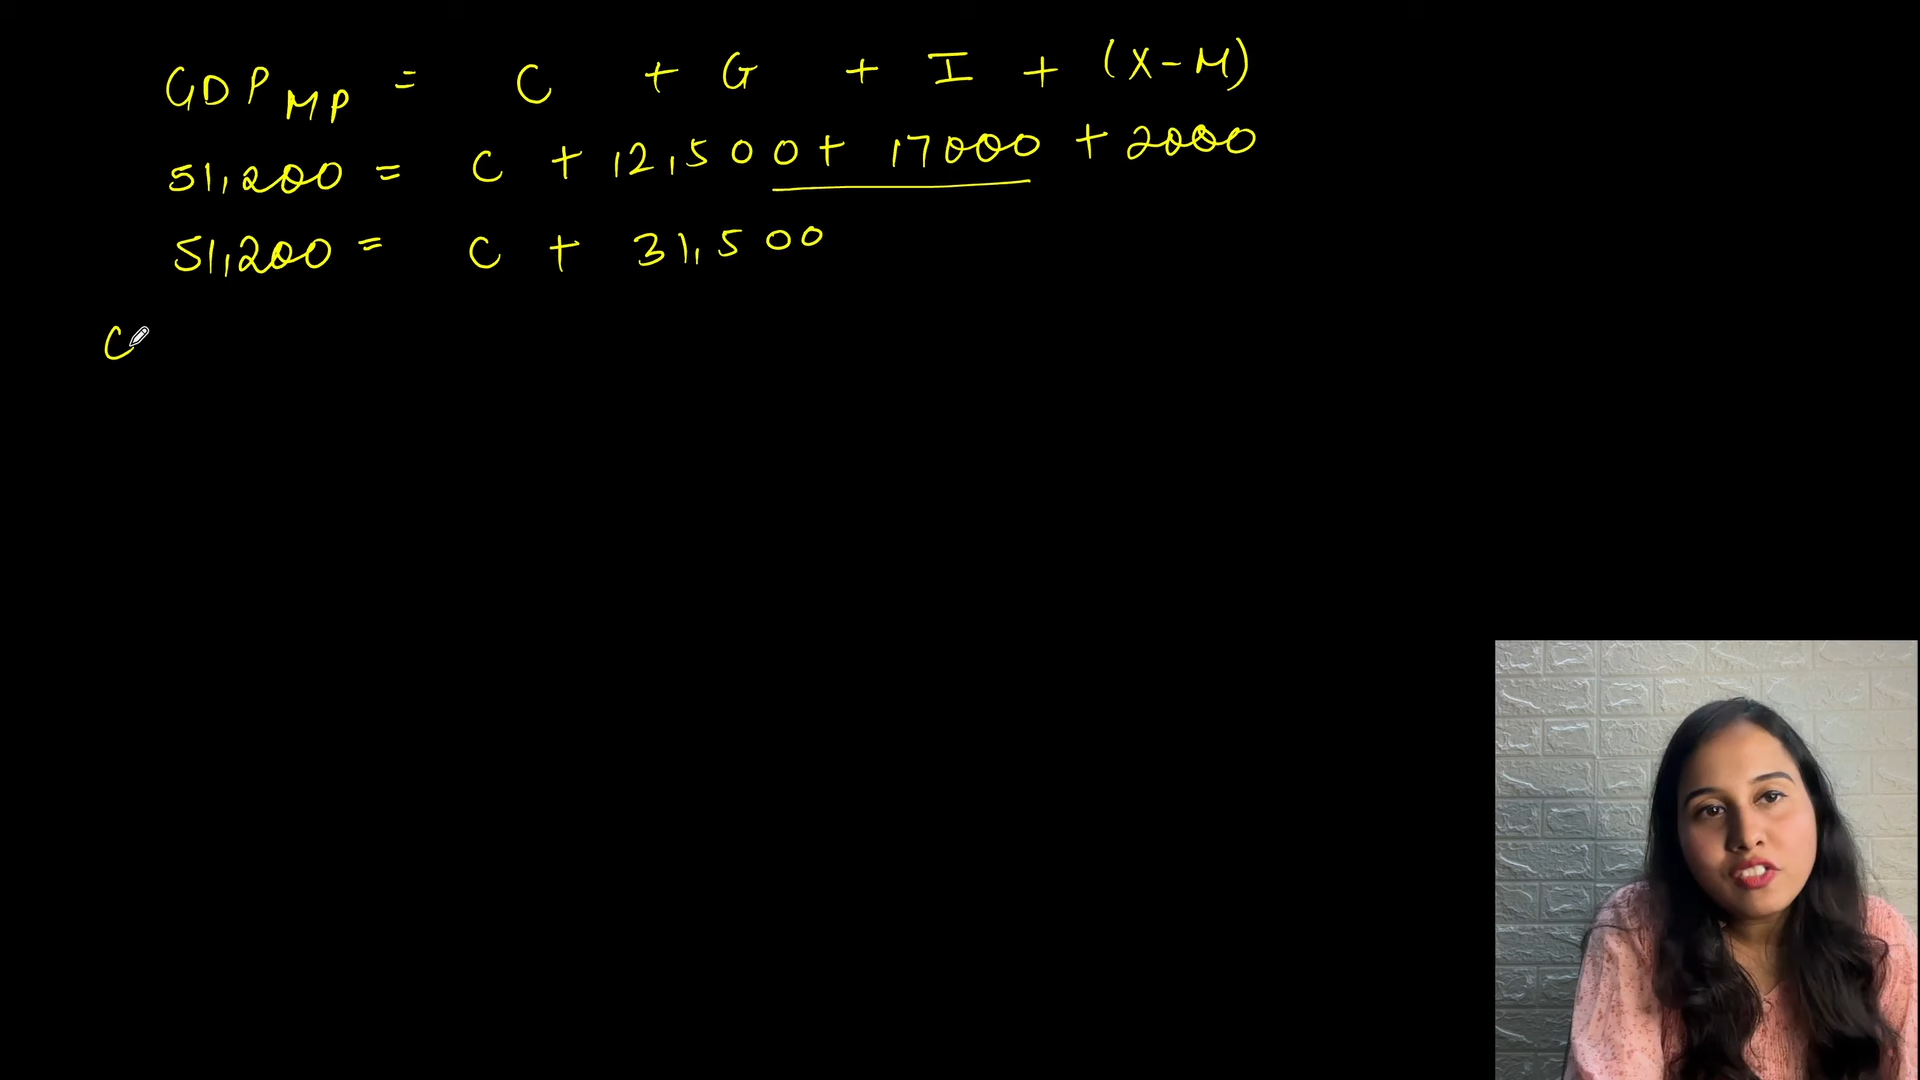 GDP MP = C + G + I + (X-M)
51,200 = C + 12,500 + 17000 + 2000
51,200 = C + 31,500
C